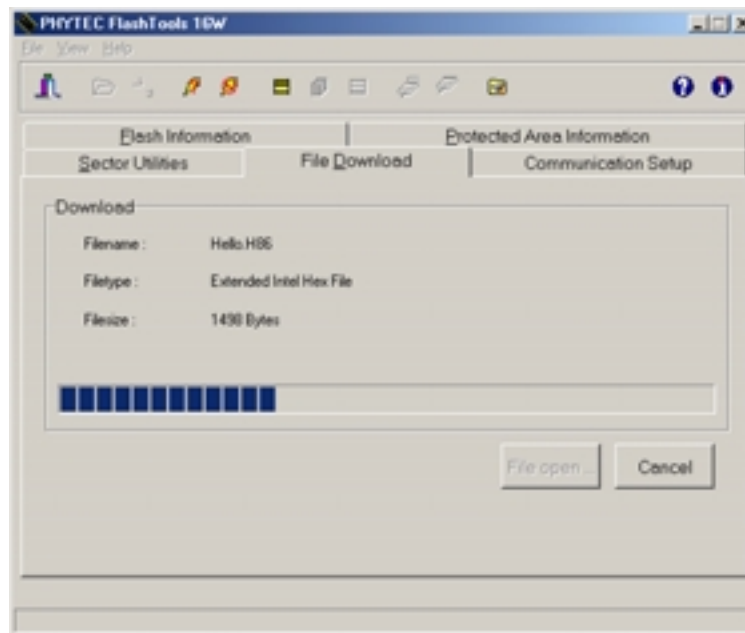 PHYTEC FlashTools 16W
File View Help
Flash Information Protected Area Information
Sector Utilities File Download Communication Setup
Download
Filename : Hello.H86
Filetype : Extended Intel Hex File
Filesize : 1498 Bytes
File open... Cancel